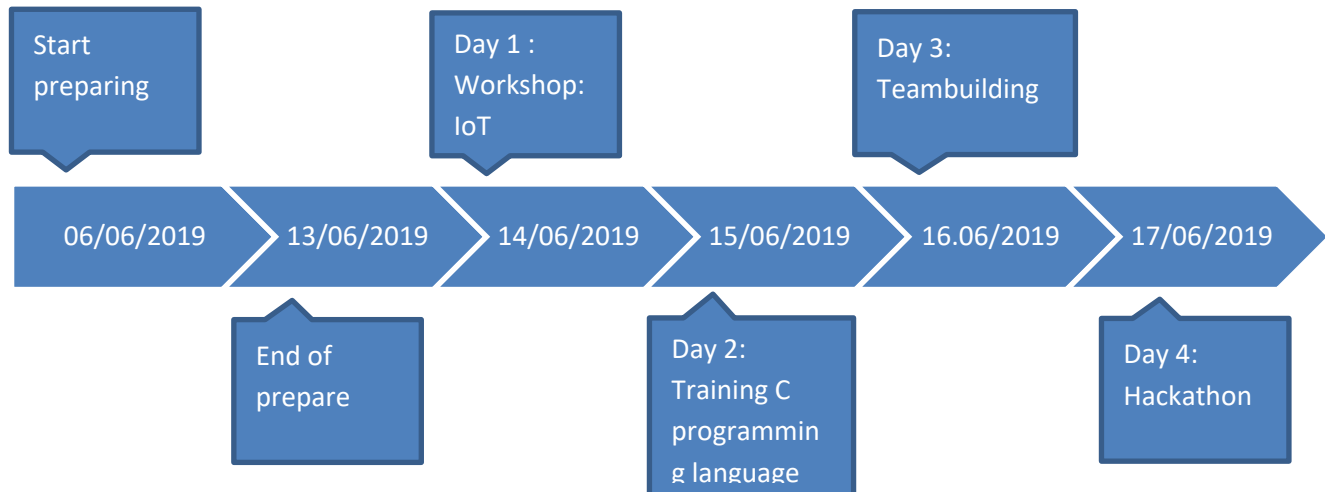 Start
preparing
Day 1 :
Workshop:
IoT
Day 3:
Teambuilding
06/06/2019
13/06/2019
14/06/2019
15/06/2019
16.06/2019
17/06/2019
End of
prepare
Day 2:
Training C
programmin
g language
Day 4:
Hackathon